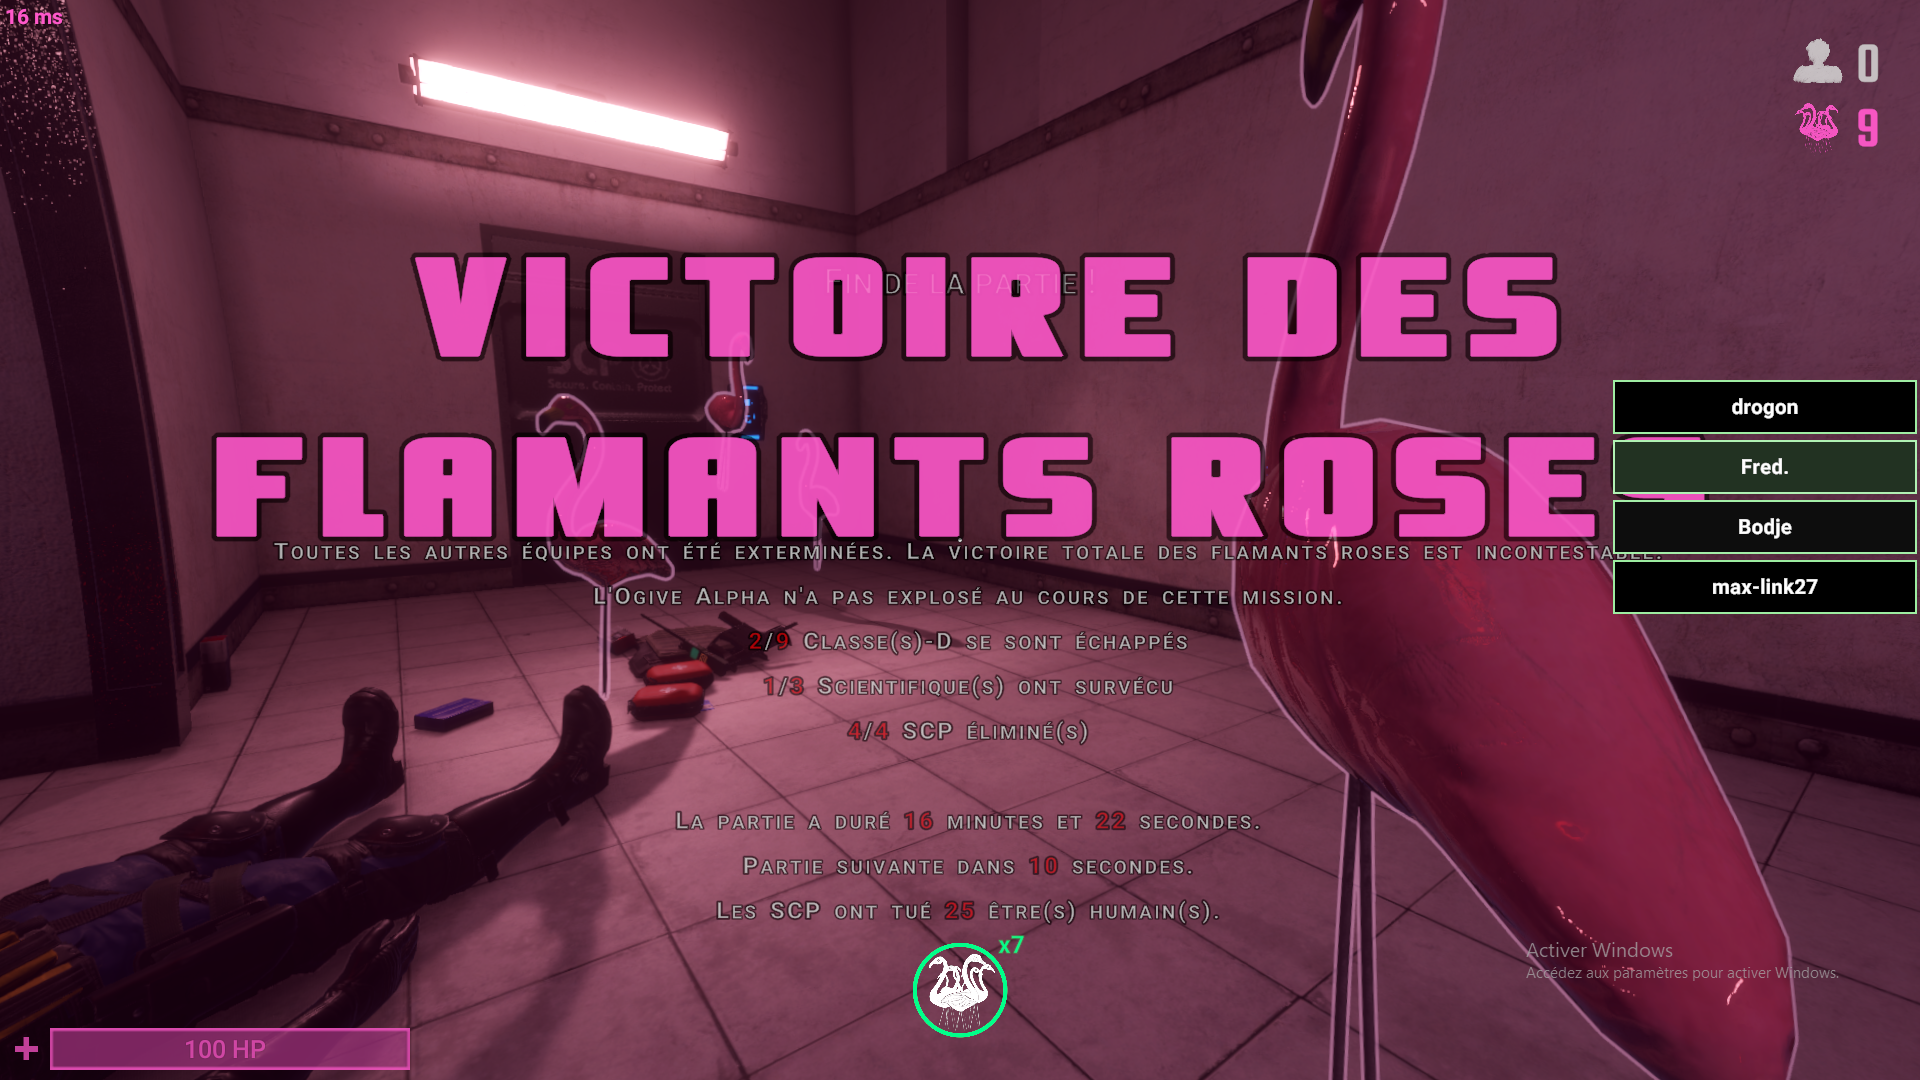 16 ms
0
9
FIN DE LA PARTIE !
VICTOIRE DES
FLAMANTS ROSES
SCP
Secure. Contain. Protect
drogon
Fred.
Bodje
max-link27
Toutes les autres équipes ont été exterminées. La victoire totale des flamants roses est incontestable.
L'Ogive Alpha n'a pas explosé au cours de cette mission.
2/9 Classe(s)-D se sont échappés
1/3 Scientifique(s) ont survécu
4/4 SCP éliminé(s)
La partie a duré 16 minutes et 22 secondes.
Partie suivante dans 10 secondes.
Les SCP ont tué 25 être(s) humain(s).
x7
Activer Windows
Accédez aux paramètres pour activer Windows.
100 HP